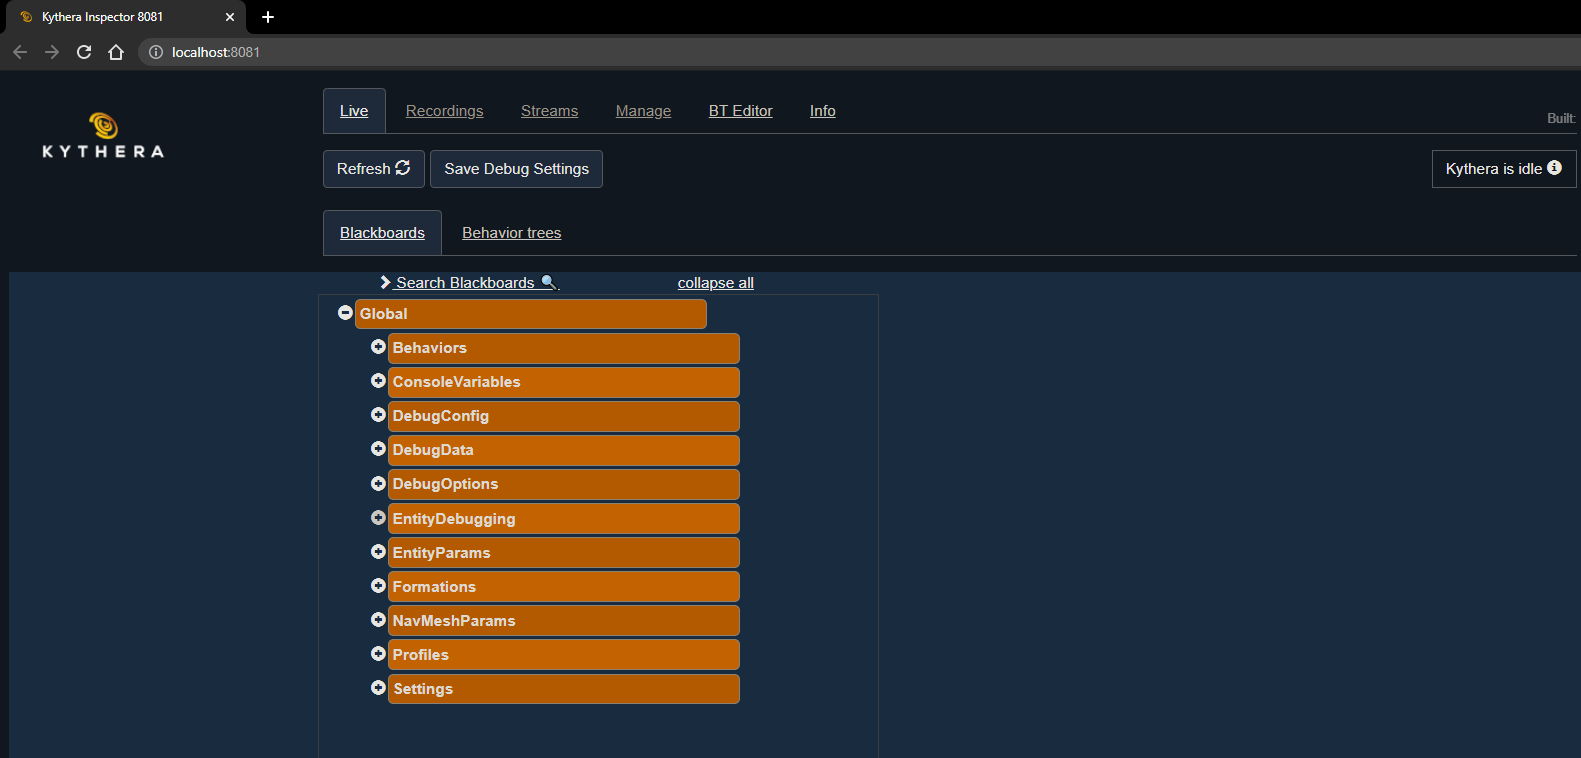 Kythera Inspector 8081
localhost:8081
KYTHERA
Live Recordings Streams Manage BT Editor Info
Built:
Refresh Save Debug Settings Kythera is idle
Blackboards Behavior trees
Search Blackboards collapse all
Global
Behaviors
ConsoleVariables
DebugConfig
DebugData
DebugOptions
EntityDebugging
EntityParams
Formations
NavMeshParams
Profiles
Settings